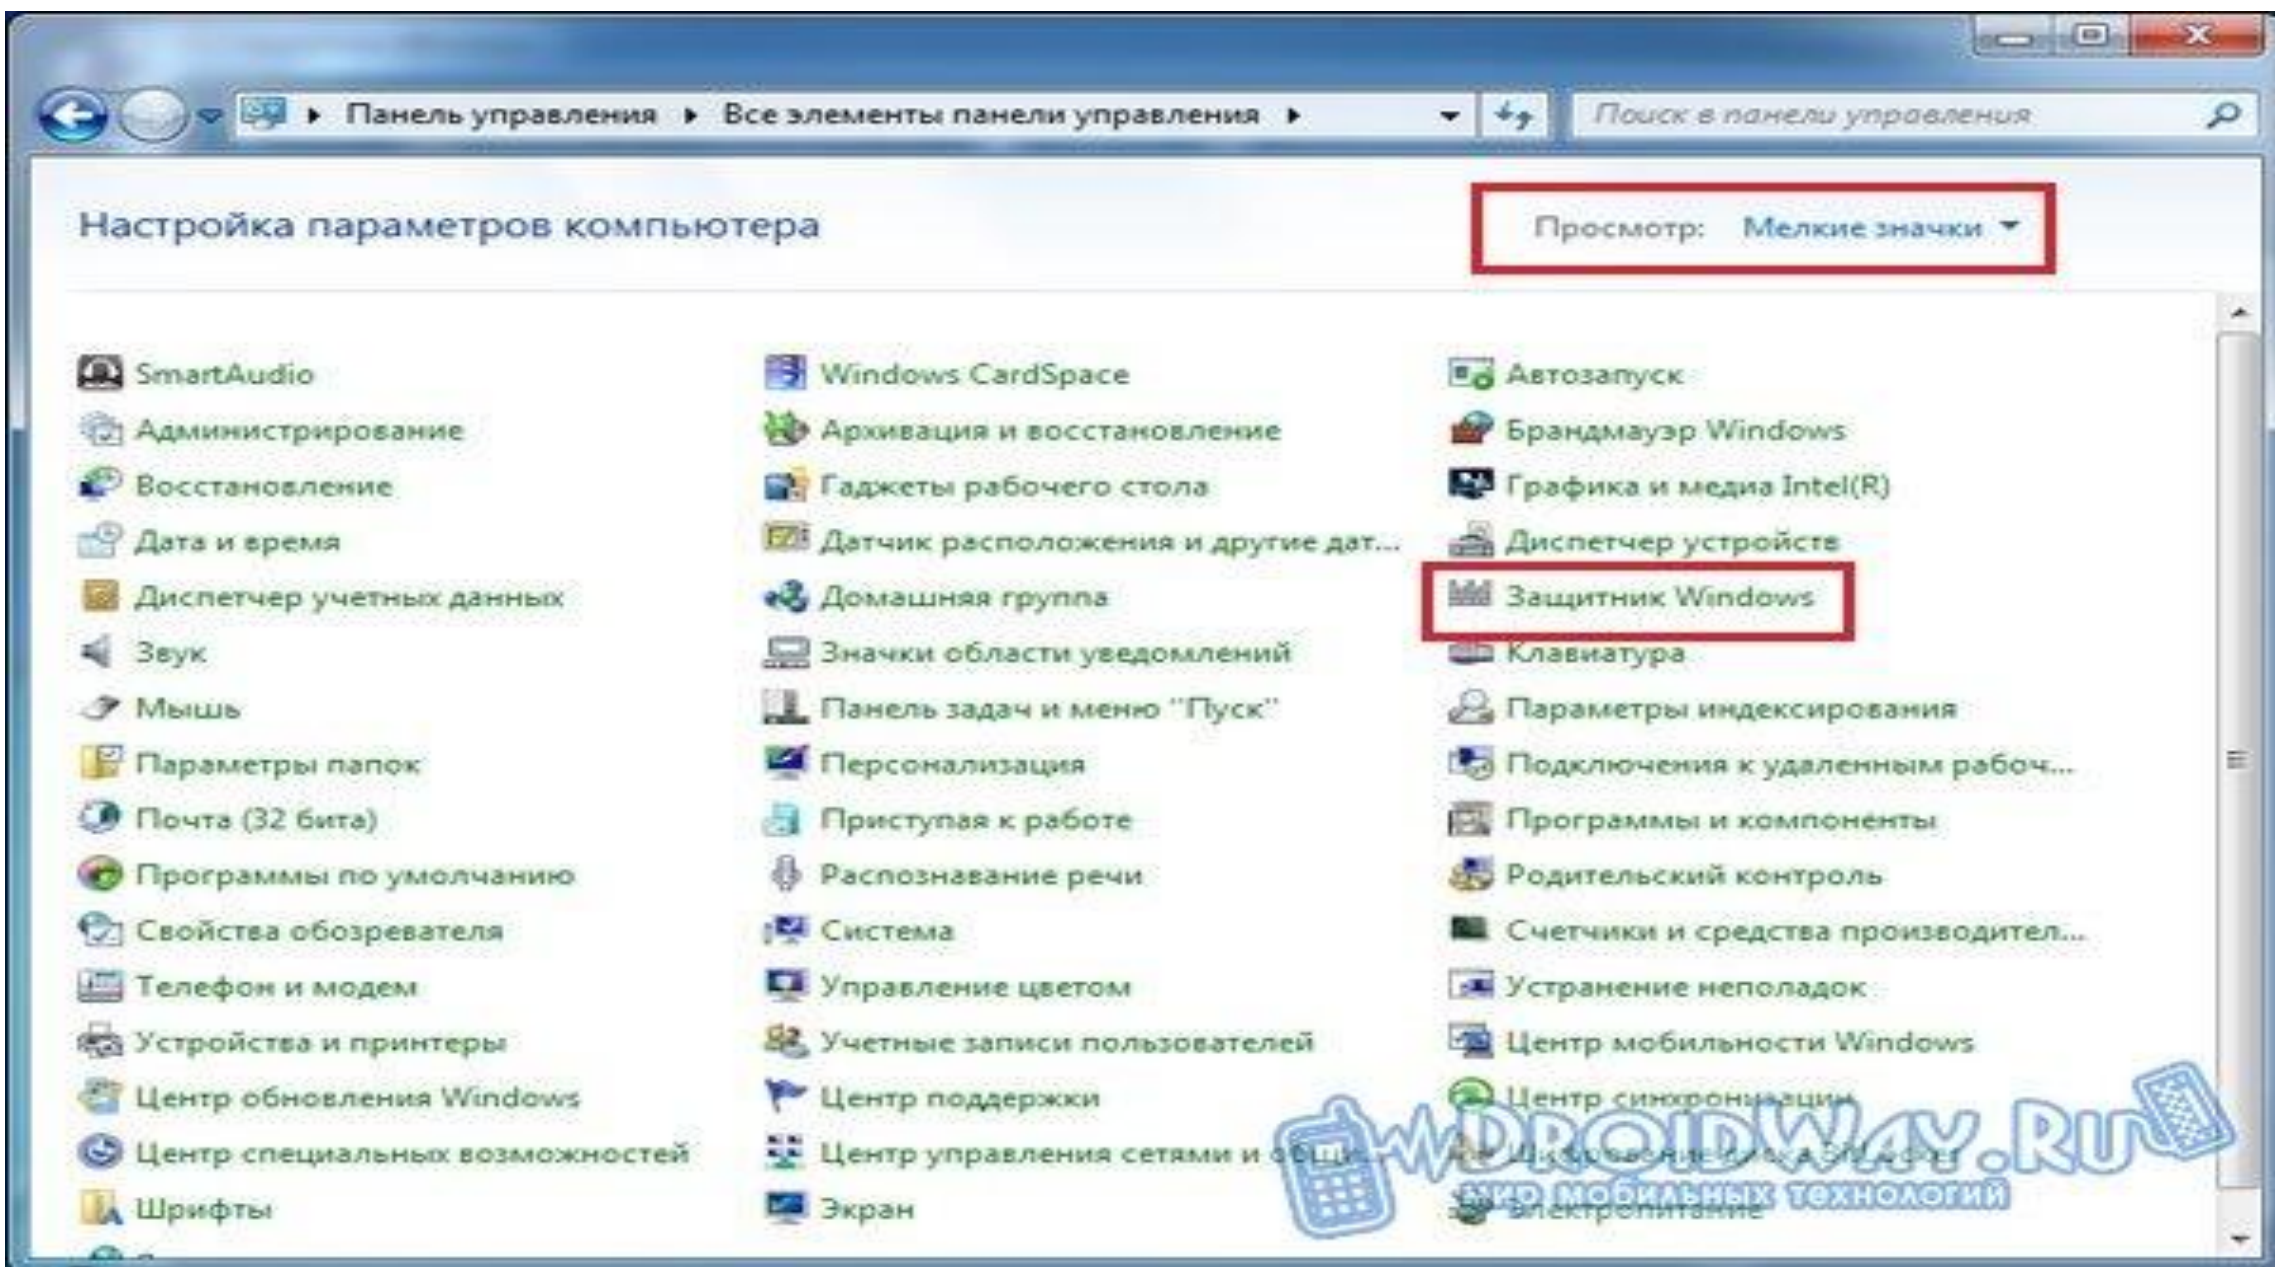 Панель управления ▸ Все элементы панели управления ▸
Поиск в панели управления
Настройка параметров компьютера
Просмотр: Мелкие значки
SmartAudio
Windows CardSpace
Автозапуск
Администрирование
Архивация и восстановление
Брандмауэр Windows
Восстановление
Гаджеты рабочего стола
Графика и медиа Intel(R)
Дата и время
Датчик расположения и другие дат...
Диспетчер устройств
Диспетчер учетных данных
Домашняя группа
Защитник Windows
Звук
Значки области уведомлений
Клавиатура
Мышь
Панель задач и меню "Пуск"
Параметры индексирования
Параметры папок
Персонализация
Подключения к удаленным рабоч...
Почта (32 бита)
Приступая к работе
Программы и компоненты
Программы по умолчанию
Распознавание речи
Родительский контроль
Свойства обозревателя
Система
Счетчики и средства производител...
Телефон и модем
Управление цветом
Устранение неполадок
Устройства и принтеры
Учетные записи пользователей
Центр мобильности Windows
Центр обновления Windows
Центр поддержки
Центр синхронизации
Центр специальных возможностей
Центр управления сетями и общи...
Шифрование диска BitLocker
Шрифты
Экран
Электропитание
DROIDWAY.RU
мир мобильных технологий